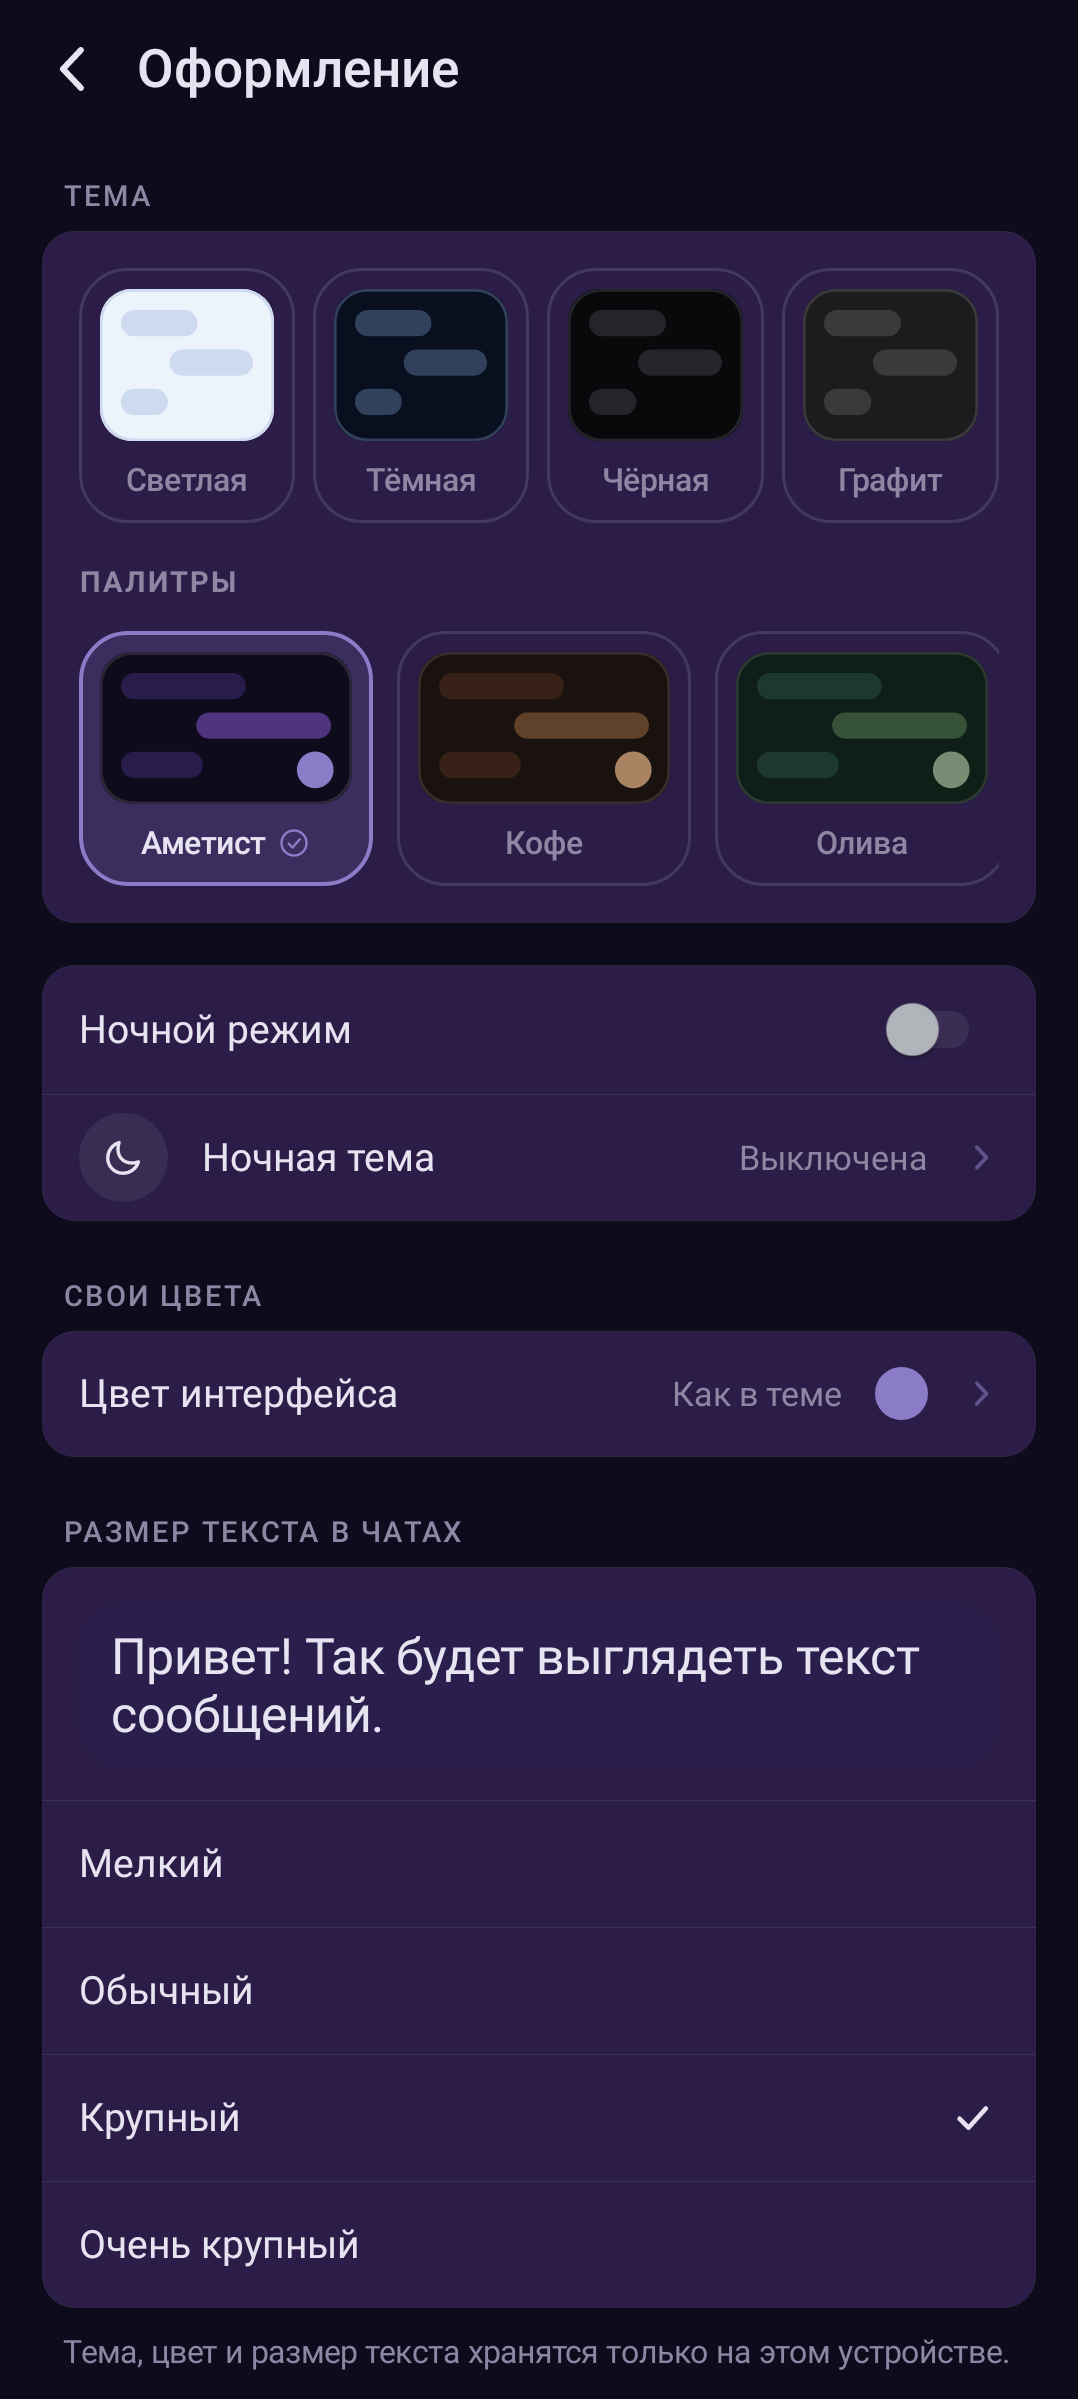 Оформление
ТЕМА
Светлая
Тёмная
Чёрная
Графит
ПАЛИТРЫ
Аметист
Кофе
Олива
Ночной режим
Ночная тема
Выключена
СВОИ ЦВЕТА
Цвет интерфейса
Как в теме
РАЗМЕР ТЕКСТА В ЧАТАХ
Привет! Так будет выглядеть текст
сообщений.
Мелкий
Обычный
Крупный
Очень крупный
Тема, цвет и размер текста хранятся только на этом устройстве.